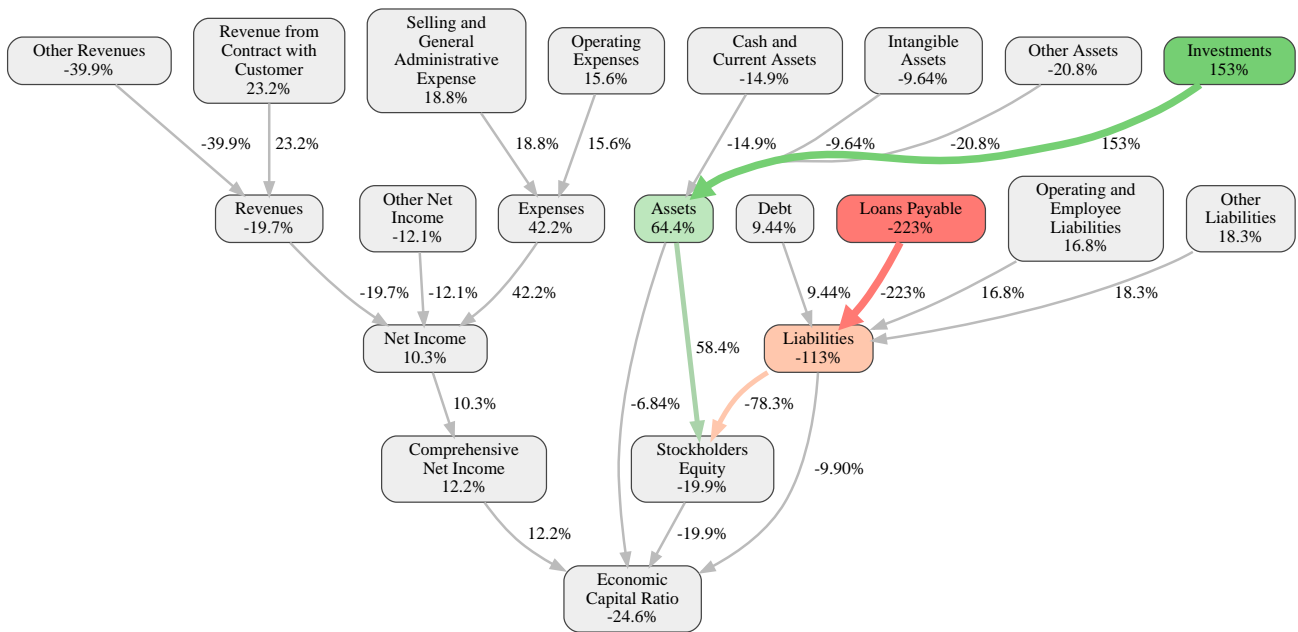 Other Revenues
-39.9%
Revenue from
Contract with
Customer
23.2%
Selling and
General
Administrative
Expense
18.8%
Operating
Expenses
15.6%
Cash and
Current Assets
-14.9%
Intangible
Assets
-9.64%
Other Assets
-20.8%
Investments
153%
-39.9%
23.2%
18.8%
15.6%
-14.9%
-9.64%
-20.8%
153%
Revenues
-19.7%
Other Net
Income
-12.1%
Expenses
42.2%
Assets
64.4%
Debt
9.44%
Loans Payable
-223%
Operating and
Employee
Liabilities
16.8%
Other
Liabilities
18.3%
-19.7%
-12.1%
42.2%
9.44%
-223%
16.8%
18.3%
Net Income
10.3%
58.4%
Liabilities
-113%
10.3%
-6.84%
-78.3%
Comprehensive
Net Income
12.2%
Stockholders
Equity
-19.9%
-9.90%
12.2%
-19.9%
Economic
Capital Ratio
-24.6%